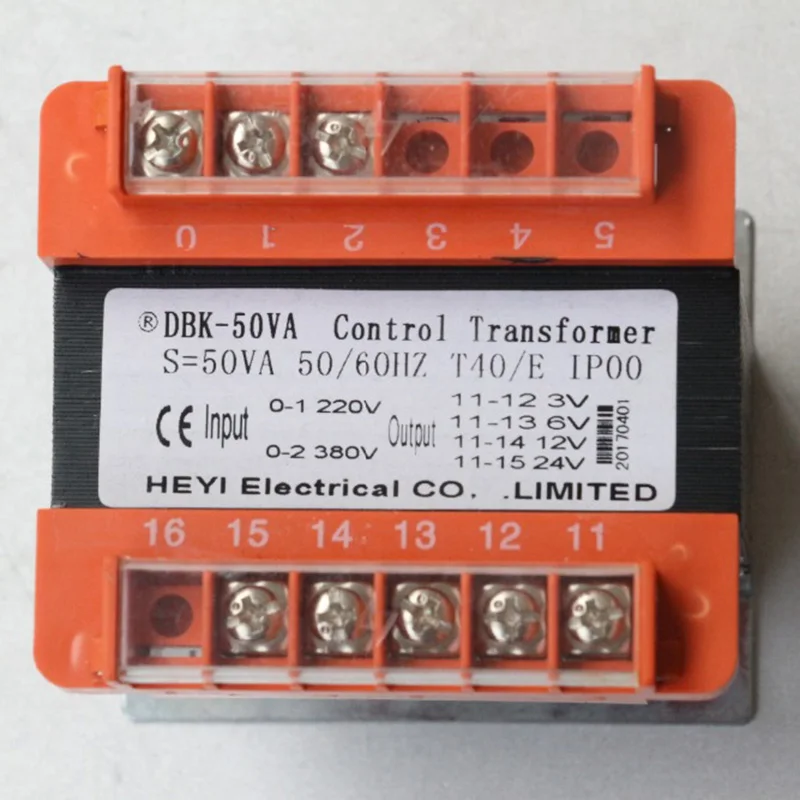 0 1 2 3 4 5
®DBK-50VA Control Transformer
S=50VA 50/60HZ T40/E IP00
CE Input
0-1 220V
0-2 380V
Output
11-12 3V
11-13 6V
11-14 12V
11-15 24V
20170401
HEYI Electrical CO, .LIMITED
16 15 14 13 12 11